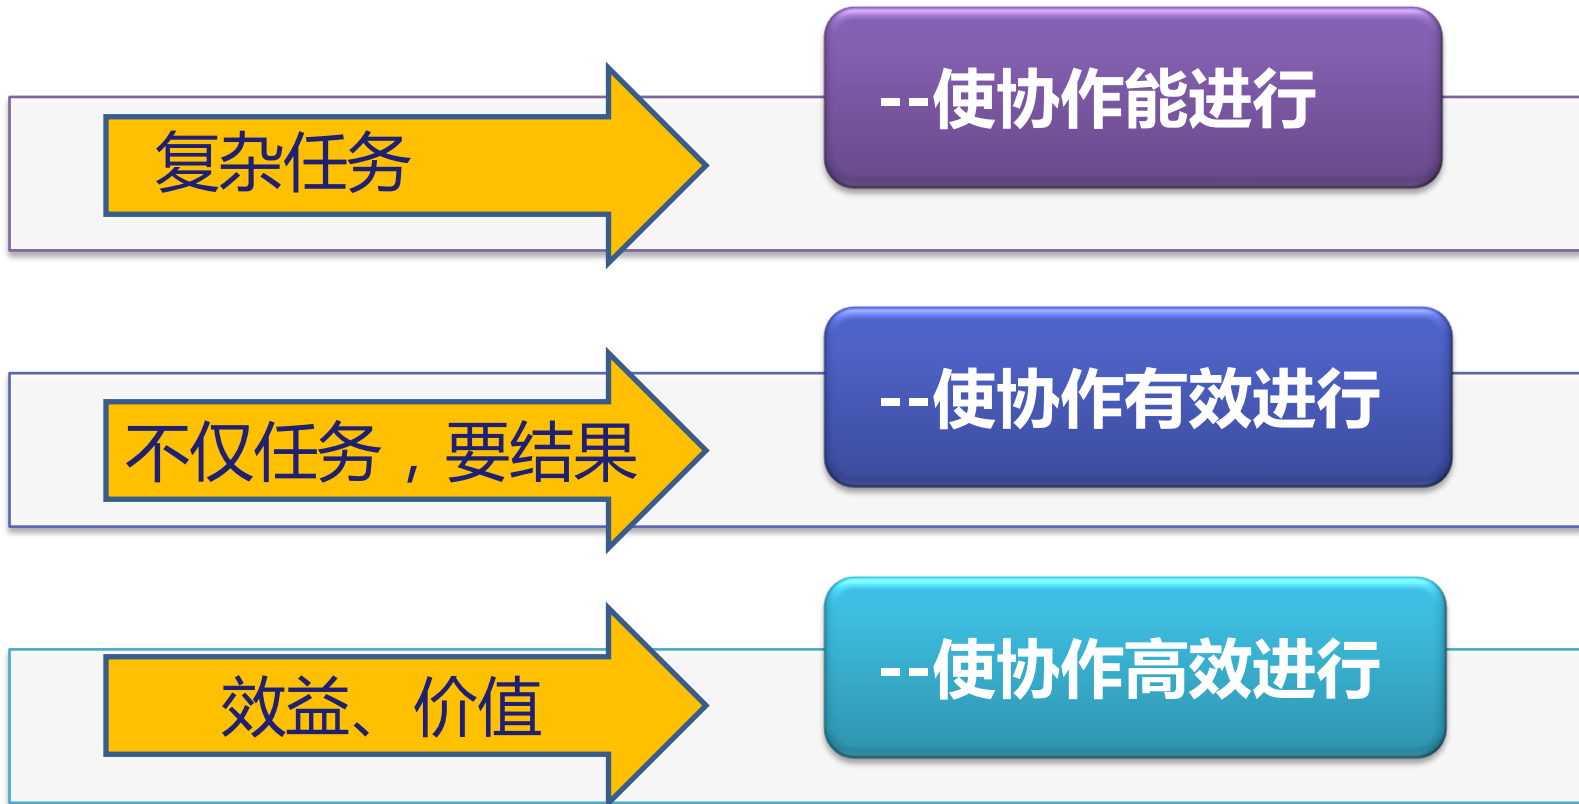 --使协作能进行
复杂任务
--使协作有效进行
不仅任务，要结果
--使协作高效进行
效益、价值